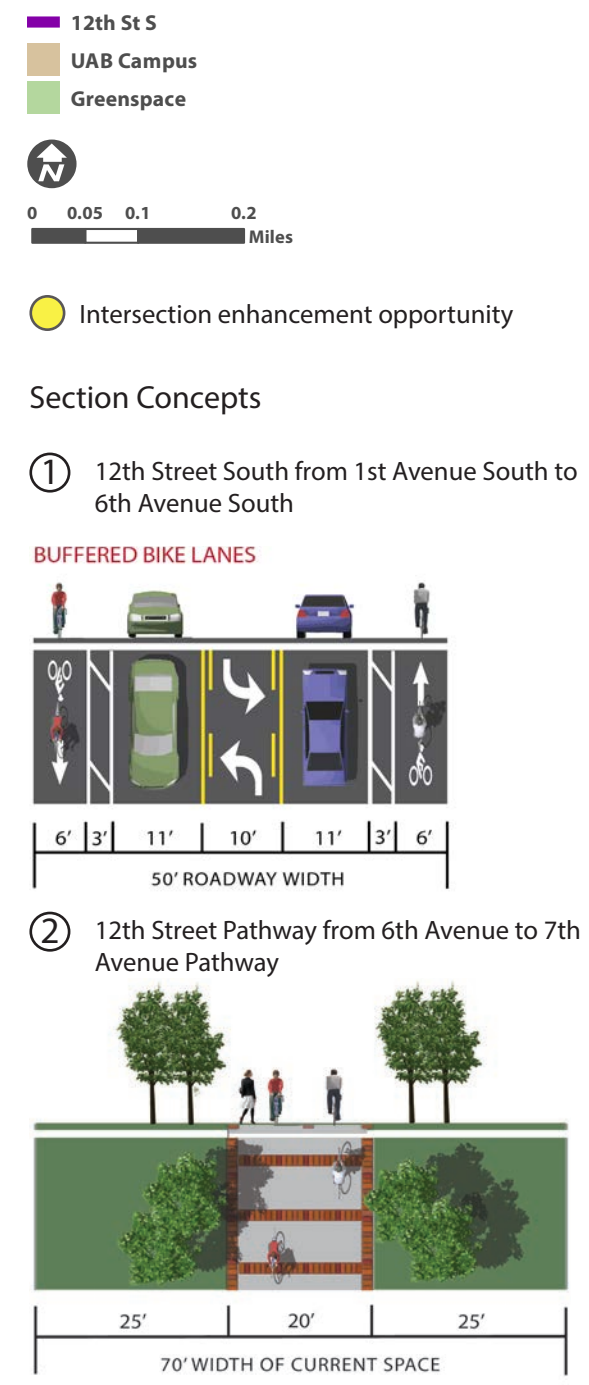 12th St S
UAB Campus
Greenspace
N
0 0.05 0.1 0.2
Miles
Intersection enhancement opportunity
Section Concepts
1 12th Street South from 1st Avenue South to
6th Avenue South
BUFFERED BIKE LANES
6' 3' 11' 10' 11' 3' 6'
50' ROADWAY WIDTH
2 12th Street Pathway from 6th Avenue to 7th
Avenue Pathway
25' 20' 25'
70' WIDTH OF CURRENT SPACE